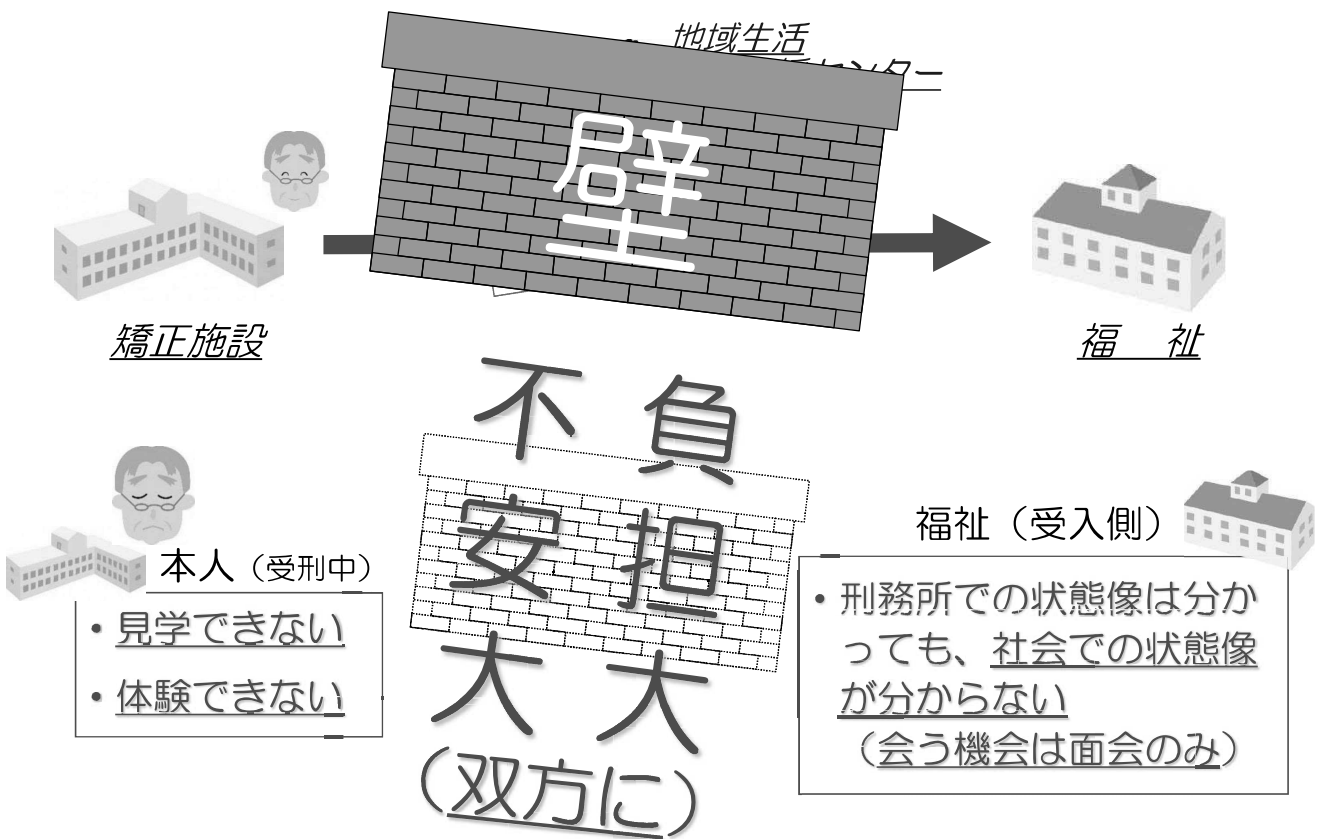 地域生活
センター
壁
矯正施設
福　祉
不安大
負担大
（双方に）
本人（受刑中）
・見学できない
・体験できない
福祉（受入側）
・刑務所での状態像は分か
っても、社会での状態像
が分からない
（会う機会は面会のみ）